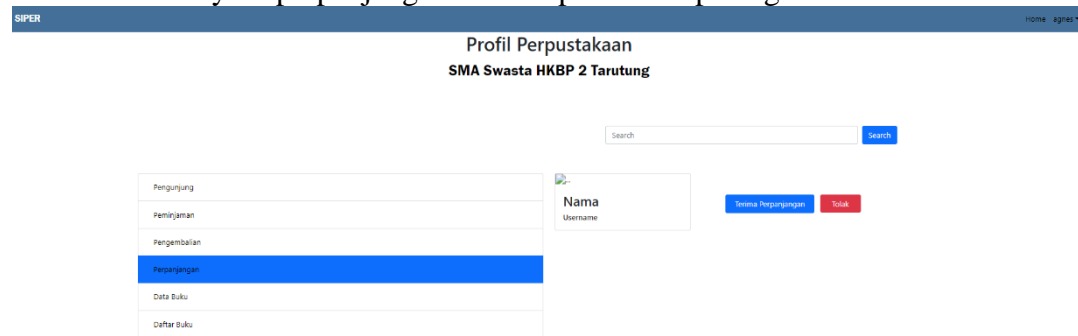 SIPER Home agnes
Profil Perpustakaan
SMA Swasta HKBP 2 Tarutung
Search Search
Pengunjung
Peminjaman
Pengembalian
Perpanjangan
Data Buku
Daftar Buku
Nama
Username
Terima Perpanjangan Tolak